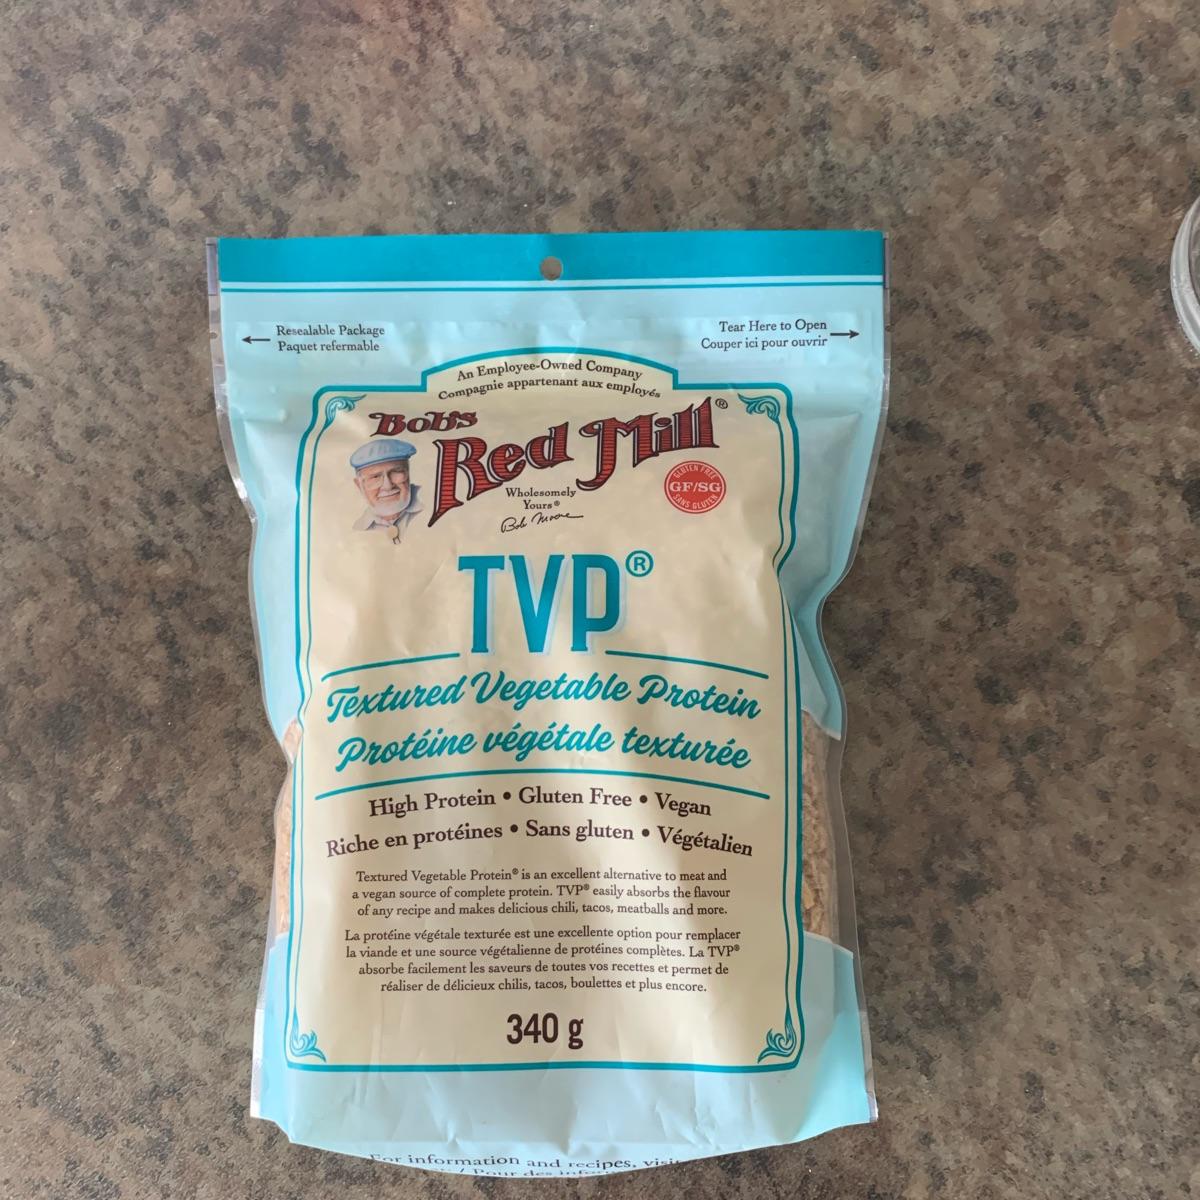 Resealable Package
Paquet refermable
Tear Here to Open
Couper ici pour ouvrir
An Employee-Owned Company
Compagnie appartenant aux employés
Bob's
Red Mill®
Wholesomely
Yours®
Bob Moore
GLUTEN FREE
GF/SG
SANS GLUTEN
TVP®
Textured Vegetable Protein
Protéine végétale texturée
High Protein • Gluten Free • Vegan
Riche en protéines • Sans gluten • Végétalien
Textured Vegetable Protein® is an excellent alternative to meat and
a vegan source of complete protein. TVP® easily absorbs the flavour
of any recipe and makes delicious chili, tacos, meatballs and more.
La protéine végétale texturée est une excellente option pour remplacer
la viande et une source végétalienne de protéines complètes. La TVP®
absorbe facilement les saveurs de toutes vos recettes et permet de
réaliser de délicieux chilis, tacos, boulettes et plus encore.
340 g
For information and recipes, visit
/ Pour des